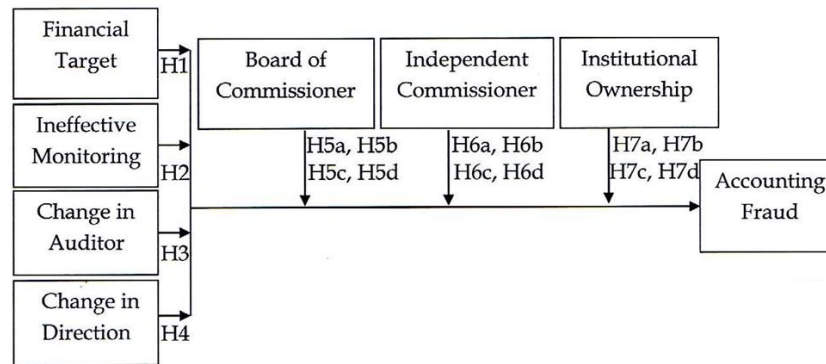 Financial
Target
H1
Ineffective
Monitoring
H2
Change in
Auditor
H3
Change in
Direction
H4
Board of
Commissioner
H5a, H5b
H5c, H5d
Independent
Commissioner
H6a, H6b
H6c, H6d
Institutional
Ownership
H7a, H7b
H7c, H7d
Accounting
Fraud